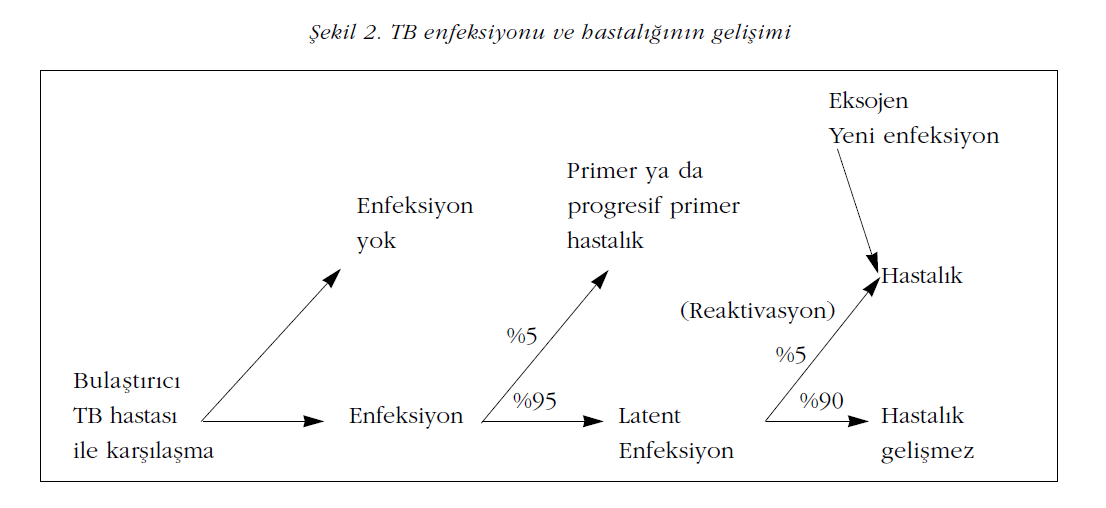 Şekil 2. TB enfeksiyonu ve hastalığının gelişimi
Eksojen
Yeni enfeksiyon
Primer ya da
progresif primer
hastalık
Enfeksiyon
yok
Hastalık
(Reaktivasyon)
%5
%5
Bulaştırıcı
TB hastası
ile karşılaşma
Enfeksiyon
%95
Latent
Enfeksiyon
%90
Hastalık
gelişmez